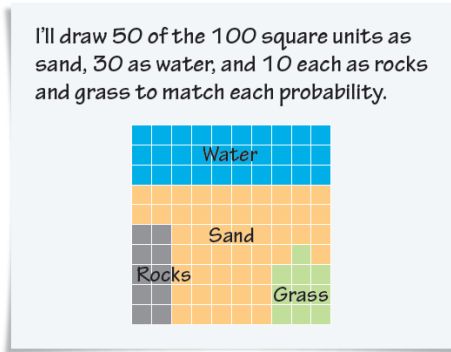 I'll draw 50 of the 100 square units as
sand, 30 as water, and 10 each as rocks
and grass to match each probability.
Water
Sand
Rocks
Grass